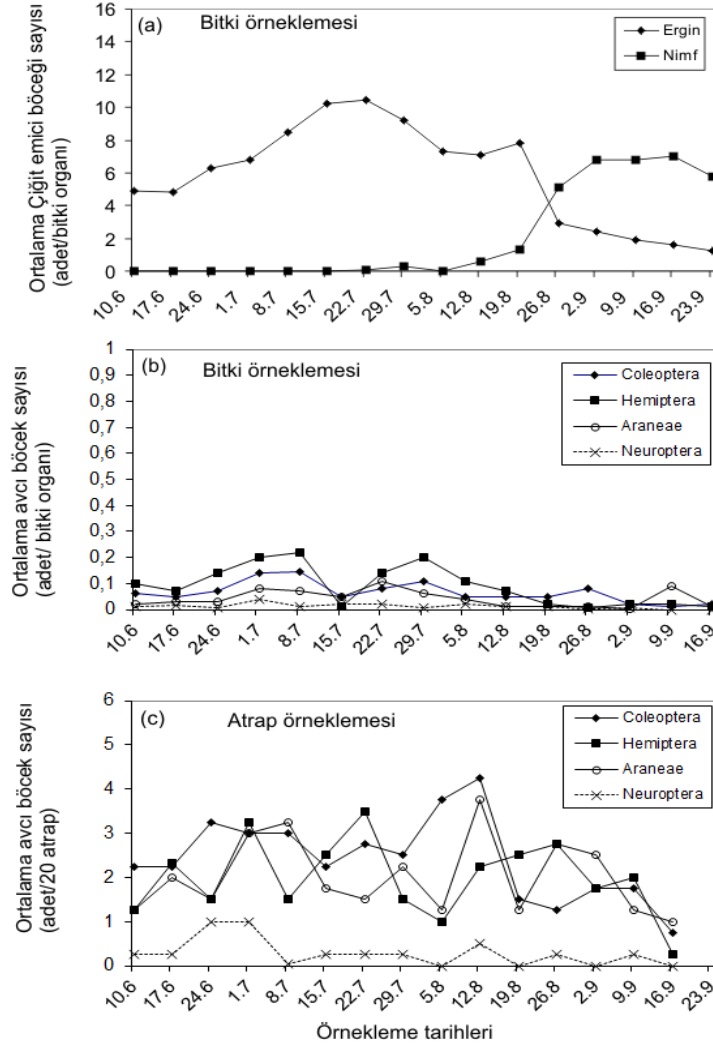 (a) Bitki örneklemesi
Ergin
Nimf
Ortalama Çiğit emici böceği sayısı
(adet/bitki organı)
16
14
12
10
8
6
4
2
0
10.6 17.6 24.6 1.7 8.7 15.7 22.7 29.7 5.8 12.8 19.8 26.8 2.9 9.9 16.9 23.9
(b) Bitki örneklemesi
Coleoptera
Hemiptera
Araneae
Neuroptera
Ortalama avcı böcek sayısı
(adet/ bitki organı)
1
0,9
0,8
0,7
0,6
0,5
0,4
0,3
0,2
0,1
0
10.6 17.6 24.6 1.7 8.7 15.7 22.7 29.7 5.8 12.8 19.8 26.8 2.9 9.9 16.9
(c) Atrap örneklemesi
Coleoptera
Hemiptera
Araneae
Neuroptera
Ortalama avcı böcek sayısı
(adet/20 atrap)
6
5
4
3
2
1
0
10.6 17.6 24.6 1.7 8.7 15.7 22.7 29.7 5.8 12.8 19.8 26.8 2.9 9.9 16.9 23.9
Örnekleme tarihleri